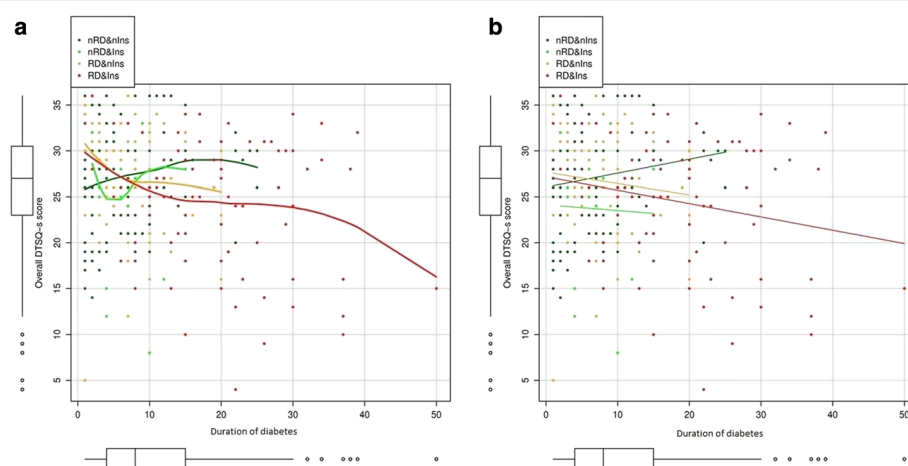 a
nRD&nIns
nRD&Ins
RD&nIns
RD&Ins
35
30
25
20
15
10
5
Overall DTSQ-s score
0 10 20 30 40 50
Duration of diabetes
b
nRD&nIns
nRD&Ins
RD&nIns
RD&Ins
35
30
25
20
15
10
5
Overall DTSQ-s score
0 10 20 30 40 50
Duration of diabetes